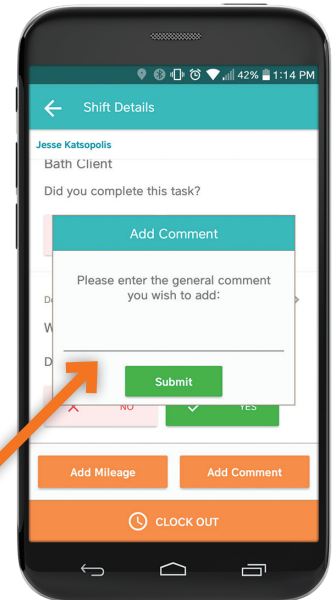 42% 1:14 PM
Shift Details
Jesse Katsopolis
Bath Client
Did you complete this task?
Add Comment
Please enter the general comment
you wish to add:
Submit
NO
YES
Add Mileage
Add Comment
CLOCK OUT